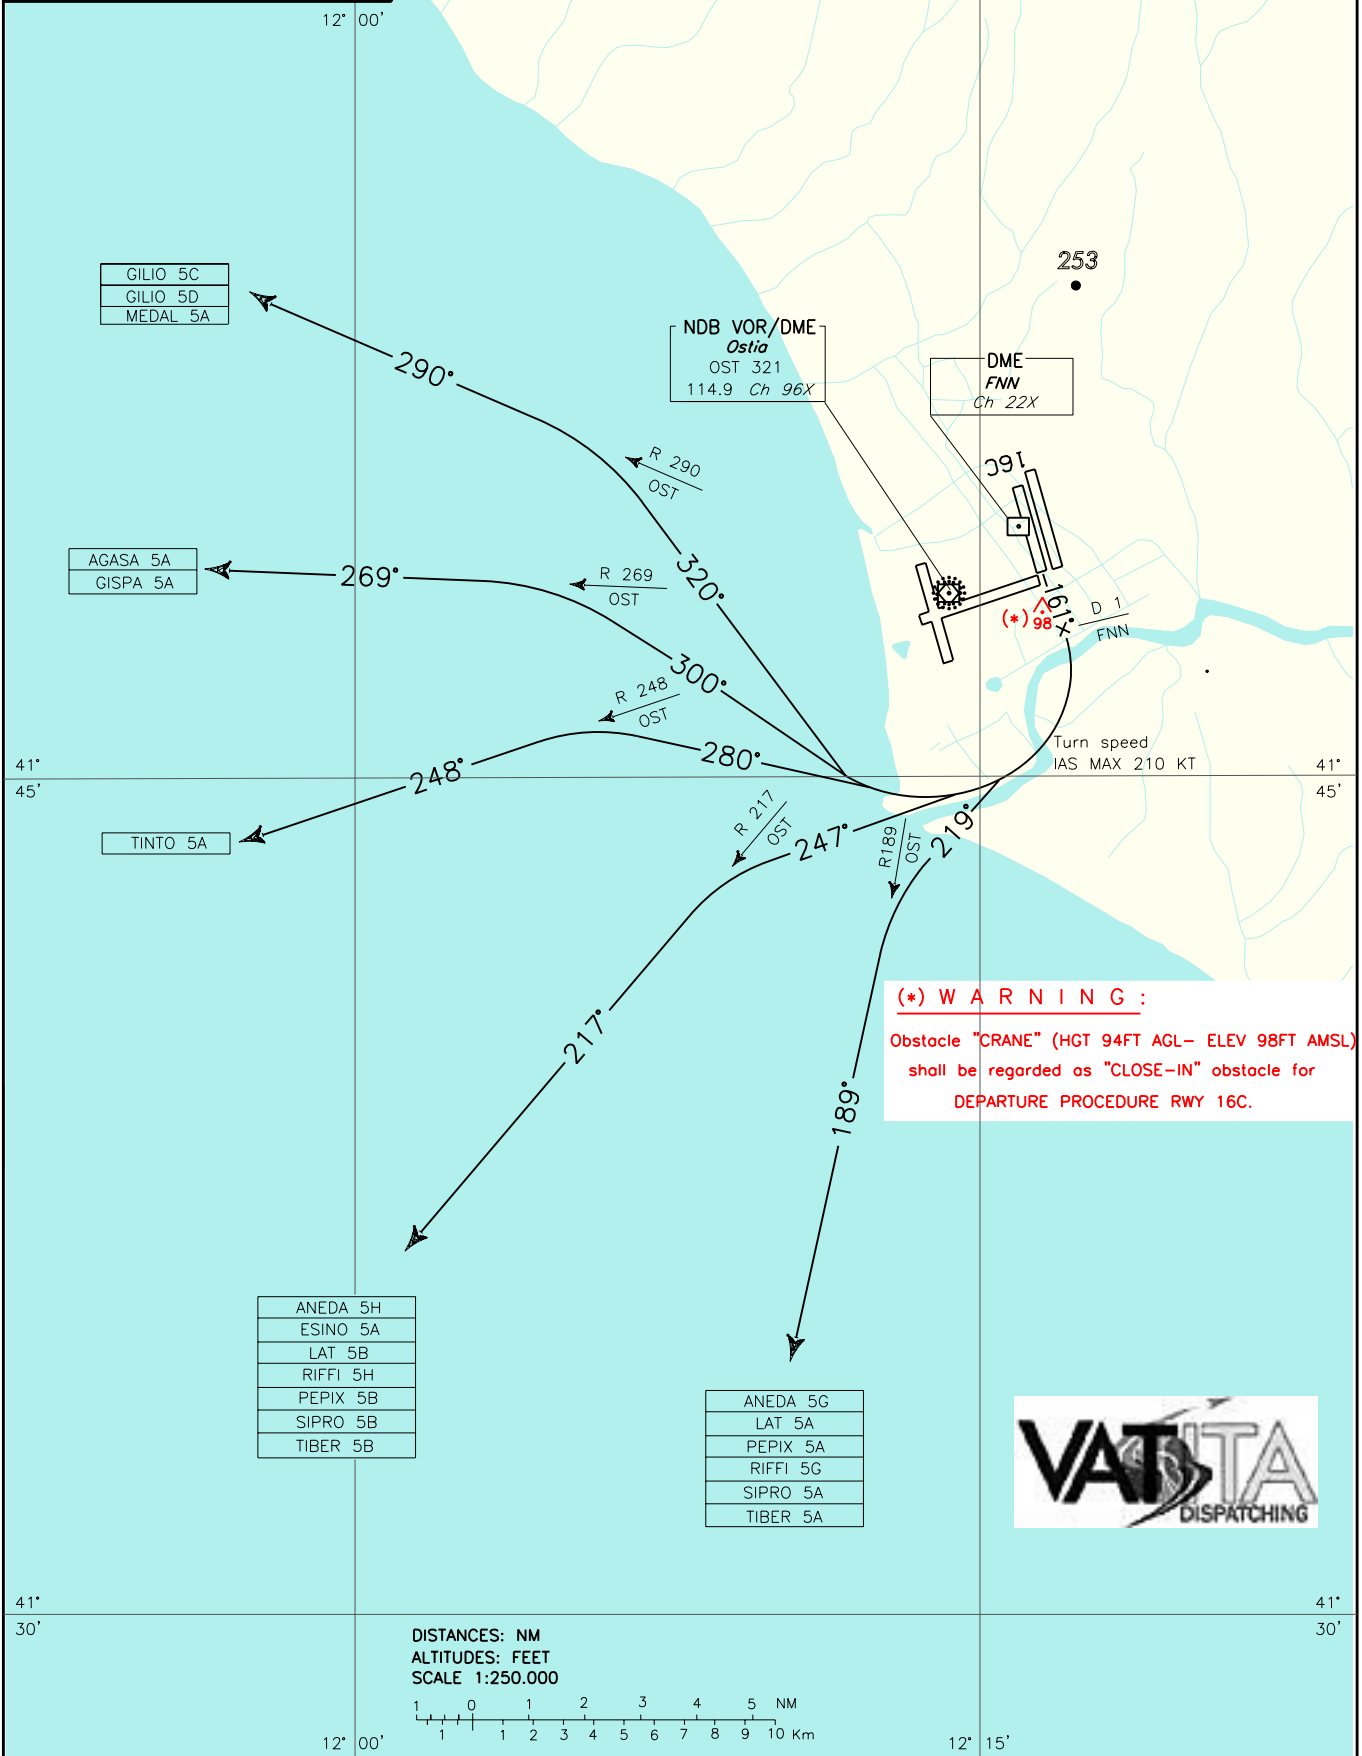 12° 00'
253
GILIO 5C
GILIO 5D
MEDAL 5A
NDB VOR/DME
Ostia
OST 321
114.9 Ch 96X
DME
FNN
Ch 22X
290°
R 290
OST
16C
AGASA 5A
GISPA 5A
269°
R 269
OST
320°
161°
(*) 98
D 1
FNN
300°
R 248
OST
Turn speed
IAS MAX 210 KT
280°
248°
41°
45'
41°
45'
R 217
OST
247°
R189
OST
219°
TINTO 5A
(*) W A R N I N G :
Obstacle "CRANE" (HGT 94FT AGL– ELEV 98FT AMSL)
shall be regarded as "CLOSE–IN" obstacle for
DEPARTURE PROCEDURE RWY 16C.
217°
189°
ANEDA 5H
ESINO 5A
LAT 5B
RIFFI 5H
PEPIX 5B
SIPRO 5B
TIBER 5B
ANEDA 5G
LAT 5A
PEPIX 5A
RIFFI 5G
SIPRO 5A
TIBER 5A
VATITA
DISPATCHING
41°
30'
41°
30'
DISTANCES: NM
ALTITUDES: FEET
SCALE 1:250.000
1 0 1 2 3 4 5 NM
1 1 2 3 4 5 6 7 8 9 10 Km
12° 00'
12° 15'